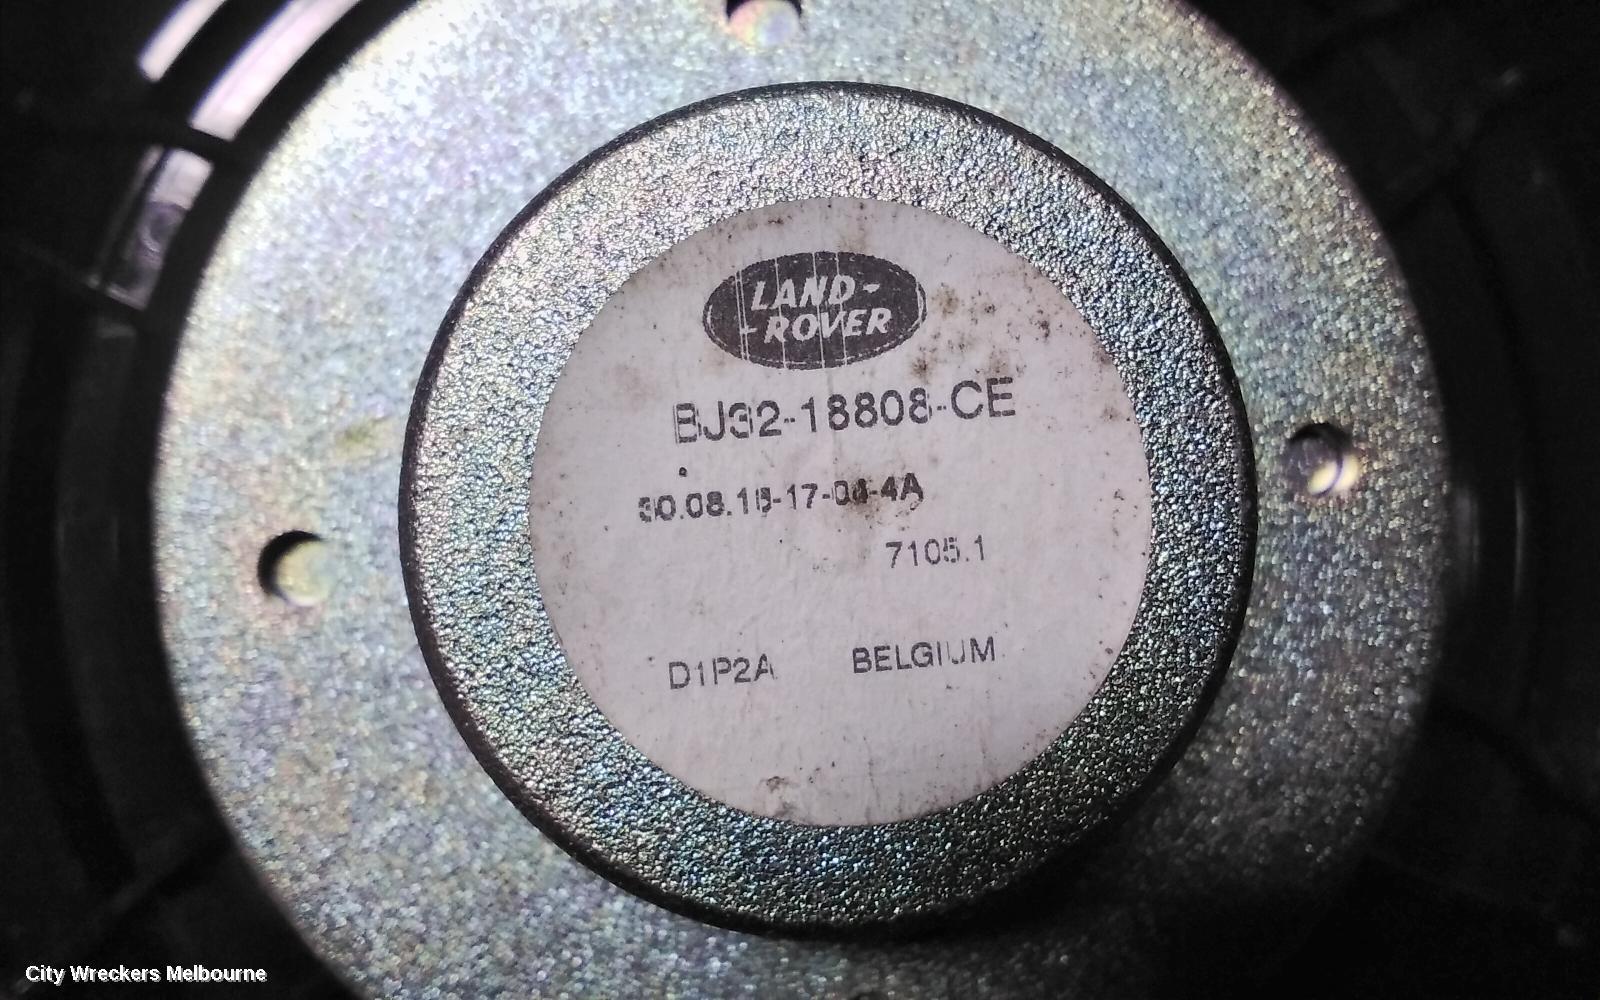 LAND-
-ROVER
BJ32-18808-CE
7105.1
D1P2A BELGIUM
City Wreckers Melbourne